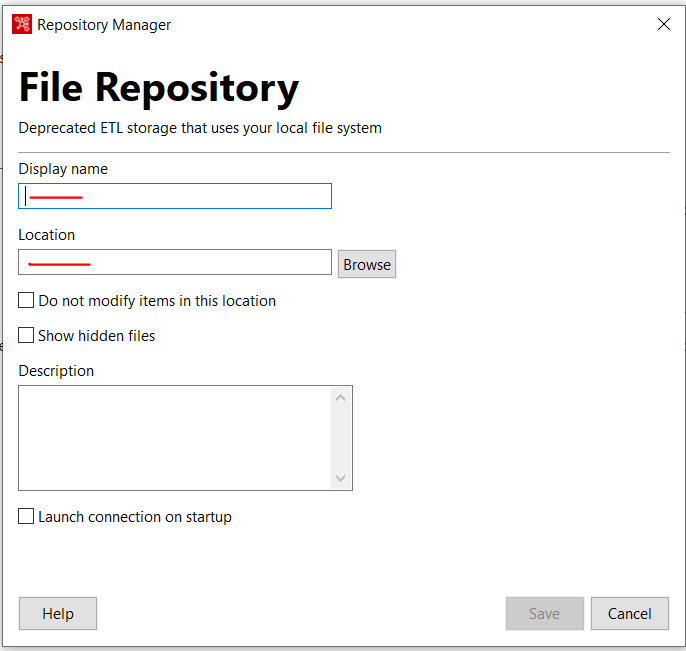 Repository Manager
File Repository
Deprecated ETL storage that uses your local file system
Display name
Location
Browse
Do not modify items in this location
Show hidden files
Description
Launch connection on startup
Help
Save
Cancel